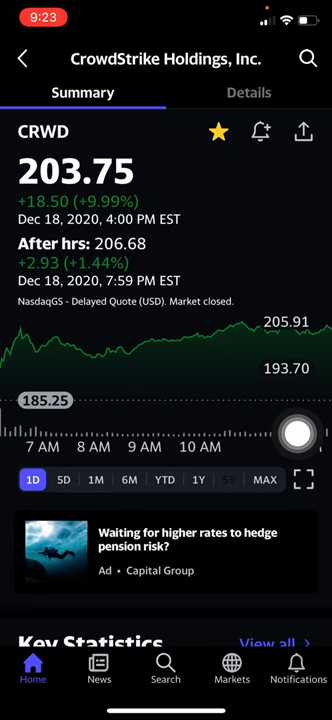 9:23
CrowdStrike Holdings, Inc.
Summary Details
CRWD
203.75
+18.50 (+9.99%)
Dec 18, 2020, 4:00 PM EST
After hrs: 206.68
+2.93 (+1.44%)
Dec 18, 2020, 7:59 PM EST
NasdaqGS - Delayed Quote (USD). Market closed.
205.91
193.70
185.25
7 AM 8 AM 9 AM 10 AM
1D 5D 1M 6M YTD 1Y 5Y MAX
Waiting for higher rates to hedge
pension risk?
Ad • Capital Group
Key Statistics View all
Home News Search Markets Notifications